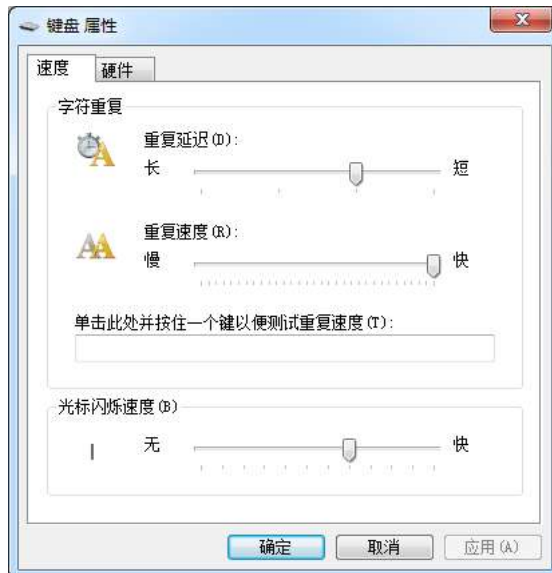 键盘 属性
速度 硬件
字符重复
重复延迟(D):
长 短
重复速度(R):
慢 快
单击此处并按住一个键以便测试重复速度(T):
光标闪烁速度(B)
无 快
确定 取消 应用(A)